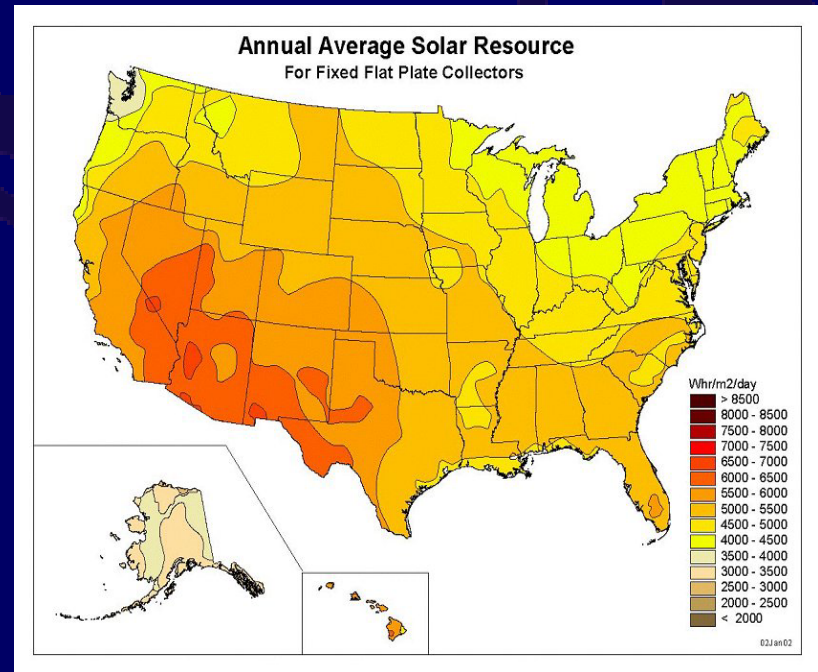 Annual Average Solar Resource
For Fixed Flat Plate Collectors
Whr/m2/day
> 8500
8000 - 8500
7500 - 8000
7000 - 7500
6500 - 7000
6000 - 6500
5500 - 6000
5000 - 5500
4500 - 5000
4000 - 4500
3500 - 4000
3000 - 3500
2500 - 3000
2000 - 2500
< 2000
02Jan02